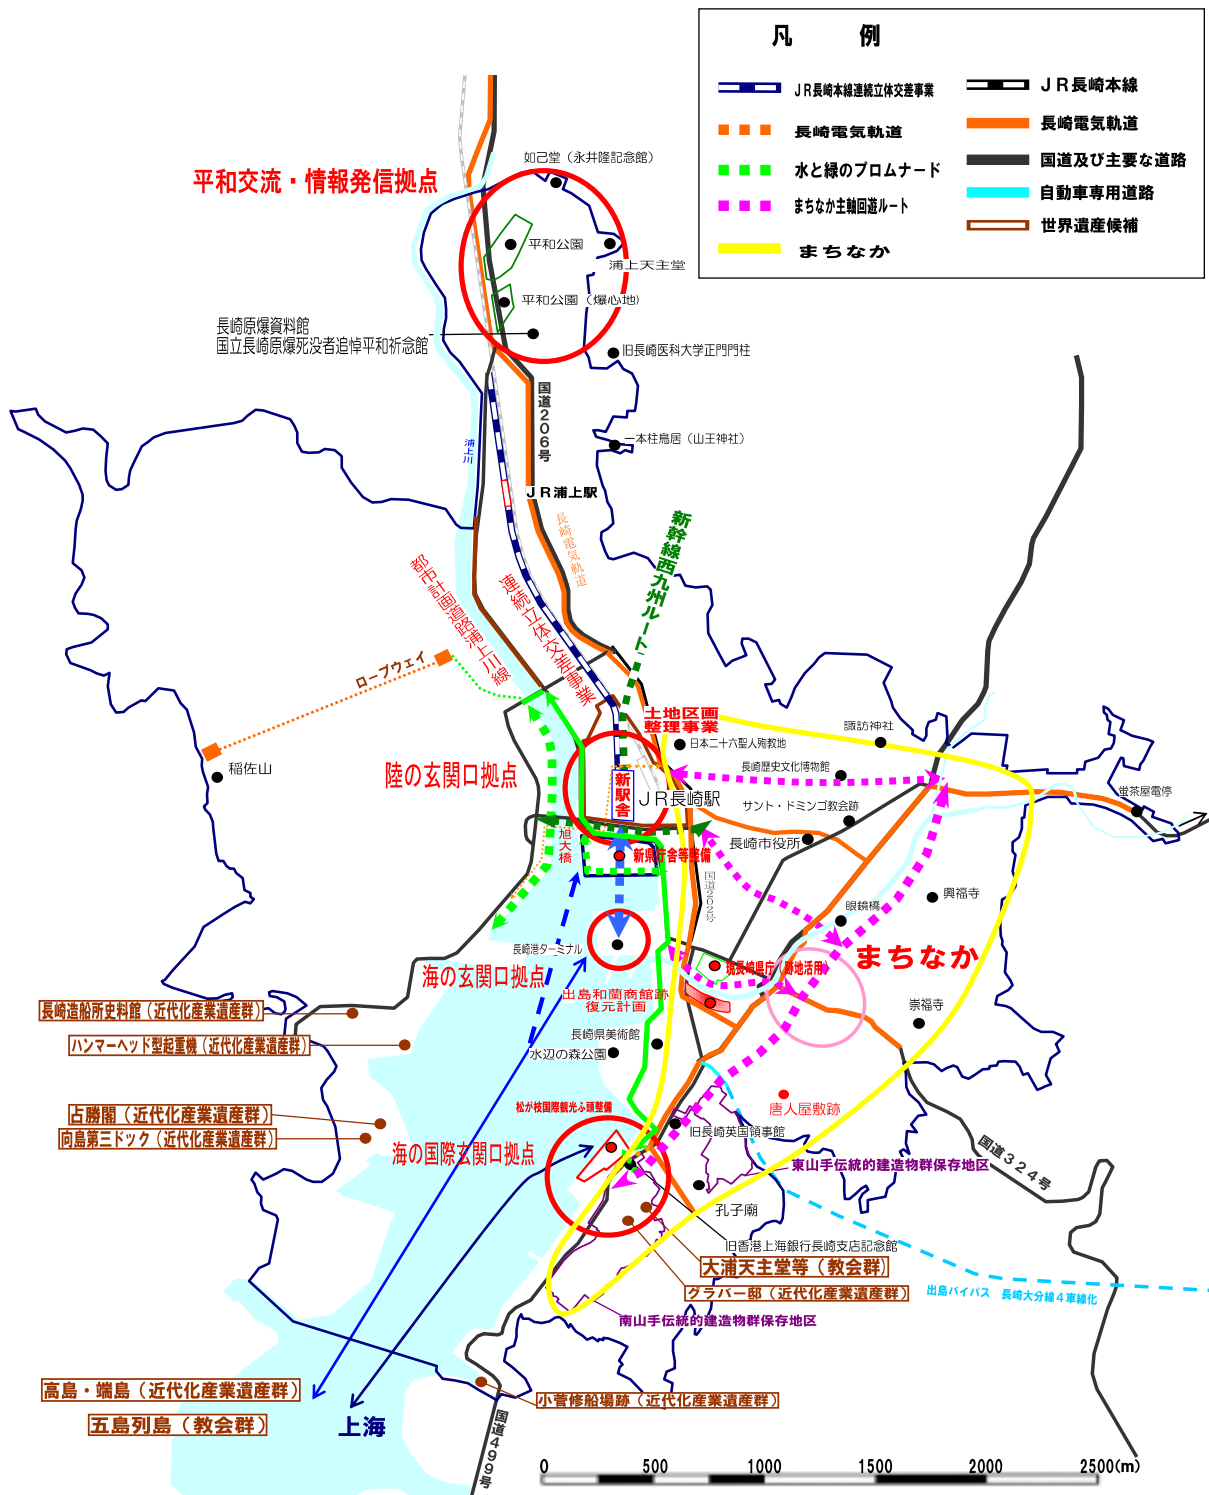 凡 例
ＪＲ長崎本線連続立体交差事業
ＪＲ長崎本線
長崎電気軌道
長崎電気軌道
水と緑のプロムナード
国道及び主要な道路
まちなか主軸回遊ルート
自動車専用道路
まちなか
世界遺産候補
如己堂（永井隆記念館）
平和交流・情報発信拠点
平和公園
浦上天主堂
平和公園（爆心地）
長崎原爆資料館
国立長崎原爆死没者追悼平和祈念館
旧長崎医科大学正門門柱
国道２０６号
一本柱鳥居（山王神社）
浦上川
ＪＲ浦上駅
長崎電気軌道
新幹線西九州ルート
都市計画道路浦上川線
連続立体交差事業
ロープウェイ
土地区画
整理事業
日本二十六聖人殉教地
諏訪神社
稲佐山
陸の玄関口拠点
新駅舎
ＪＲ長崎駅
長崎歴史文化博物館
サント・ドミンゴ教会跡
蛍茶屋電停
旭大橋
長崎市役所
新県庁舎等整備
国道202号
眼鏡橋
興福寺
長崎港ターミナル
まちなか
海の玄関口拠点
現長崎県庁（跡地活用）
出島和蘭商館跡
復元計画
崇福寺
長崎造船所史料館（近代化産業遺産群）
長崎県美術館
ハンマーヘッド型起重機（近代化産業遺産群）
水辺の森公園
唐人屋敷跡
松が枝国際観光ふ頭整備
占勝閣（近代化産業遺産群）
向島第三ドック（近代化産業遺産群）
旧長崎英国領事館
海の国際玄関口拠点
東山手伝統的建造物群保存地区
国道３２４号
孔子廟
旧香港上海銀行長崎支店記念館
大浦天主堂等（教会群）
グラバー邸（近代化産業遺産群）
出島バイパス　長崎大分線４車線化
南山手伝統的建造物群保存地区
高島・端島（近代化産業遺産群）
小菅修船場跡（近代化産業遺産群）
五島列島（教会群）
上海
国道４９９号
0 500 1000 1500 2000 2500(m)